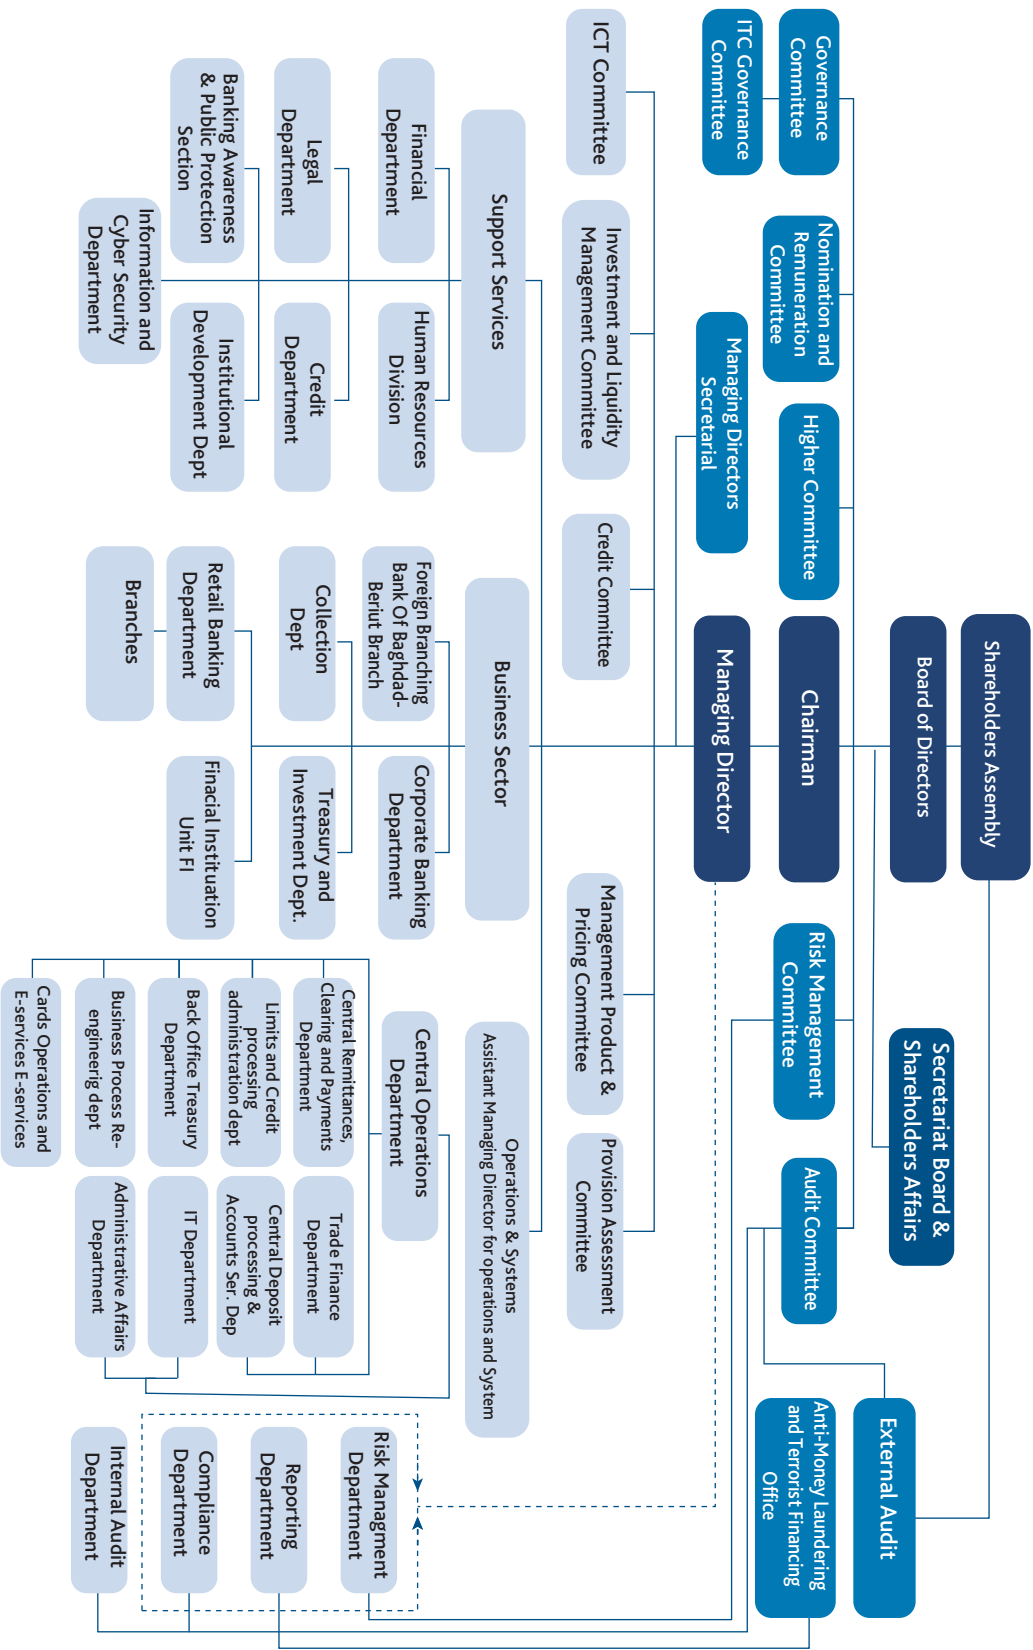 Shareholders Assembly
Board of Directors
Secretariat Board &
Shareholders Affairs
External Audit
Chairman
Governance
Committee
ITC Governance
Committee
Nomination and
Remuneration
Committee
Higher Committee
Risk Management
Committee
Audit Committee
Anti-Money Laundering
and Terrorist Financing
Office
Managing Director
Managing Directors
Secretarial
ICT Committee
Investment and Liquidity
Management Committee
Credit Committee
Management Product &
Pricing Committee
Provision Assessment
Committee
Support Services
Business Sector
Operations & Systems
Assistant Managing Director for operations and System
Financial
Department
Human Resources
Division
Legal
Department
Credit
Department
Banking Awareness
& Public Protection
Section
Institutional
Development Dept
Information and
Cyber Security
Department
Foreign Branching
Bank Of Baghdad-
Beriut Branch
Corporate Banking
Department
Collection
Dept
Treasury and
Investment Dept.
Retail Banking
Department
Finacial Instituation
Unit FI
Branches
Central Operations
Department
Central Remittances,
Clearing and Payments
Department
Trade Finance
Department
Limits and Credit
processing
administration dept
Central Deposit
processing &
Accounts Ser. Dep
Back Office Treasury
Department
IT Department
Business Process Re-
engineerig dept
Administrative Affairs
Department
Cards Operations and
E-services E-services
Risk Managment
Department
Reporting
Department
Compliance
Department
Internal Audit
Department